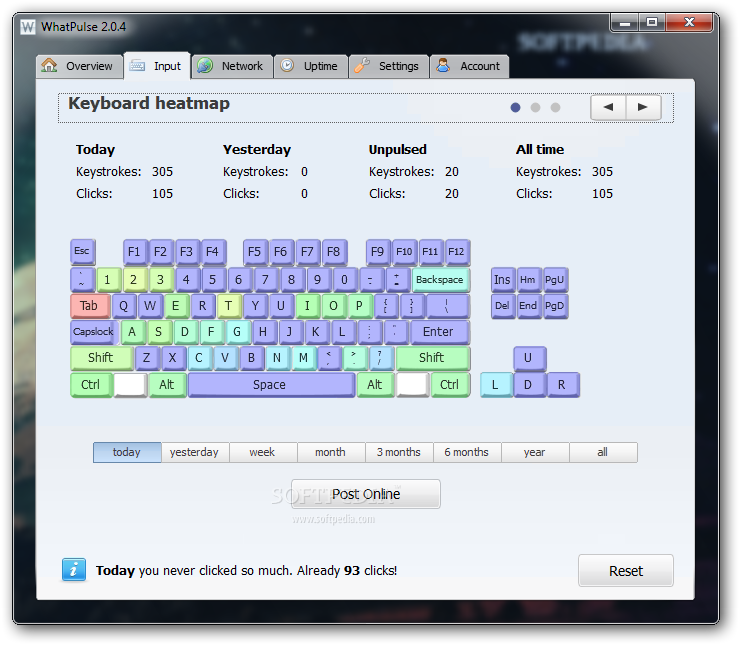 WhatPulse 2.0.4
SOFTPEDIA
Overview Input Network Uptime Settings Account
Keyboard heatmap
Today Yesterday Unpulsed All time
Keystrokes: 305 Keystrokes: 0 Keystrokes: 20 Keystrokes: 305
Clicks: 105 Clicks: 0 Clicks: 20 Clicks: 105
Esc F1 F2 F3 F4 F5 F6 F7 F8 F9 F10 F11 F12
` ~ 1 2 3 4 5 6 7 8 9 0 - = Backspace Ins Hm PgU
Tab Q W E R T Y U I O P { [ } ] | \ Del End PgD
Capslock A S D F G H J K L : ; " ' Enter
Shift Z X C V B N M < , > . ? / Shift U
Ctrl Alt Space Alt Ctrl L D R
today yesterday week month 3 months 6 months year all
Post Online
SOFTPEDIA
www.softpedia.com
Today you never clicked so much. Already 93 clicks!
Reset